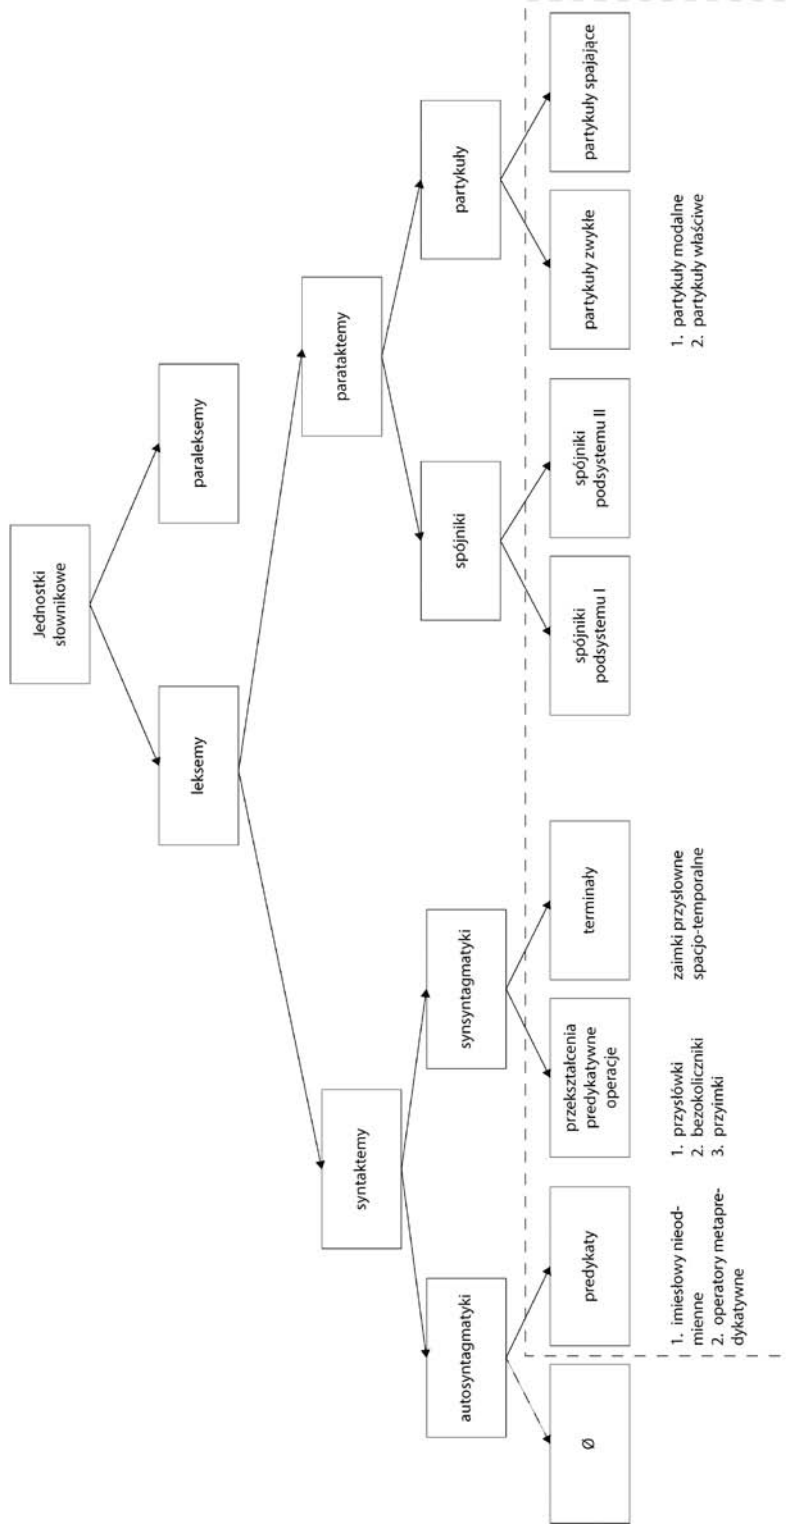 Jednostki
słownikowe
leksemy
paraleksemy
syntaktemy
parataktemy
autosyntagmatyki
synsyntagmatyki
spójniki
partykuły
Ø
predykaty
przekształcenia
predykatywne
operacje
terminały
spójniki
podsystemu I
spójniki
podsystemu II
partykuły zwykłe
partykuły spajające
1. imiesłowy nieod-
mienne
2. operatory metapre-
dykatywne
1. przysłówki
2. bezokoliczniki
3. przyimki
zaimki przysłowne
spacjo-temporalne
1. partykuły modalne
2. partykuły właściwe